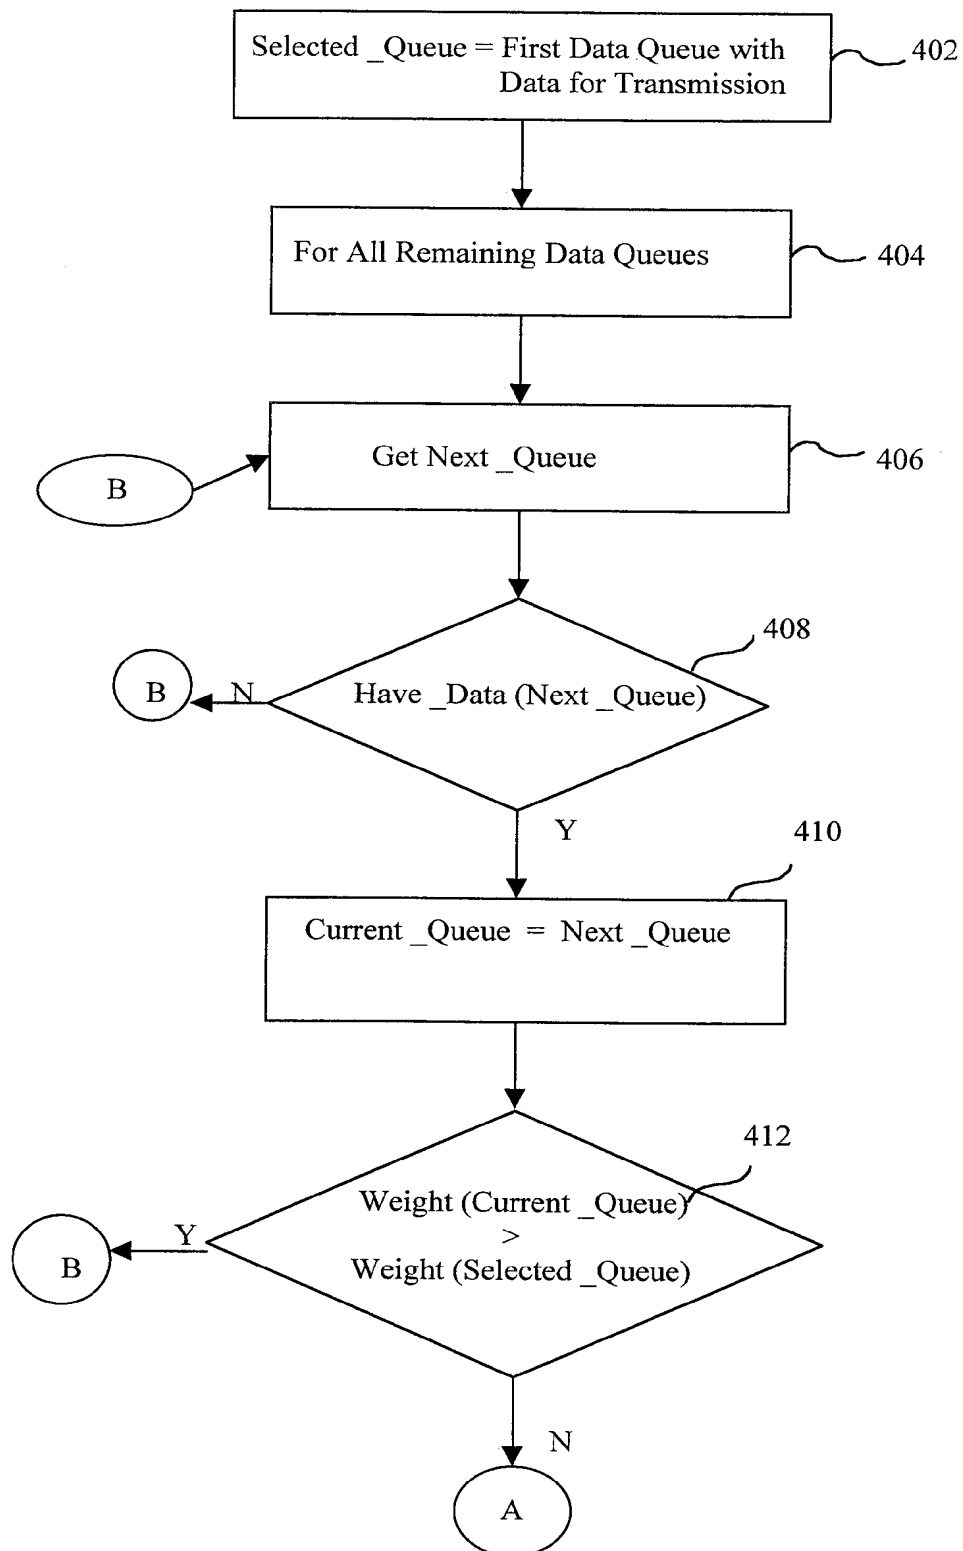 Selected _Queue = First Data Queue with
Data for Transmission
402
For All Remaining Data Queues
404
Get Next _Queue
406
B
408
Have _Data (Next _Queue)
N
B
Y
410
Current _Queue = Next _Queue
412
Weight (Current _Queue)
>
Weight (Selected _Queue)
Y
B
N
A